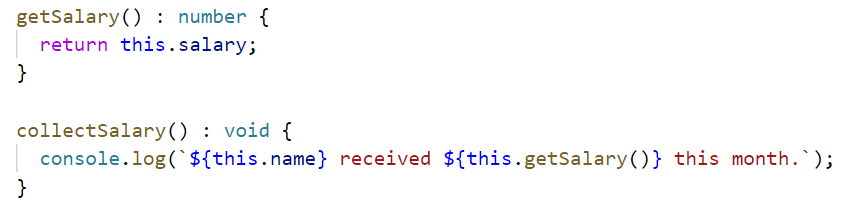 getSalary() : number {
  return this.salary;
}

collectSalary() : void {
  console.log(`${this.name} received ${this.getSalary()} this month.`);
}